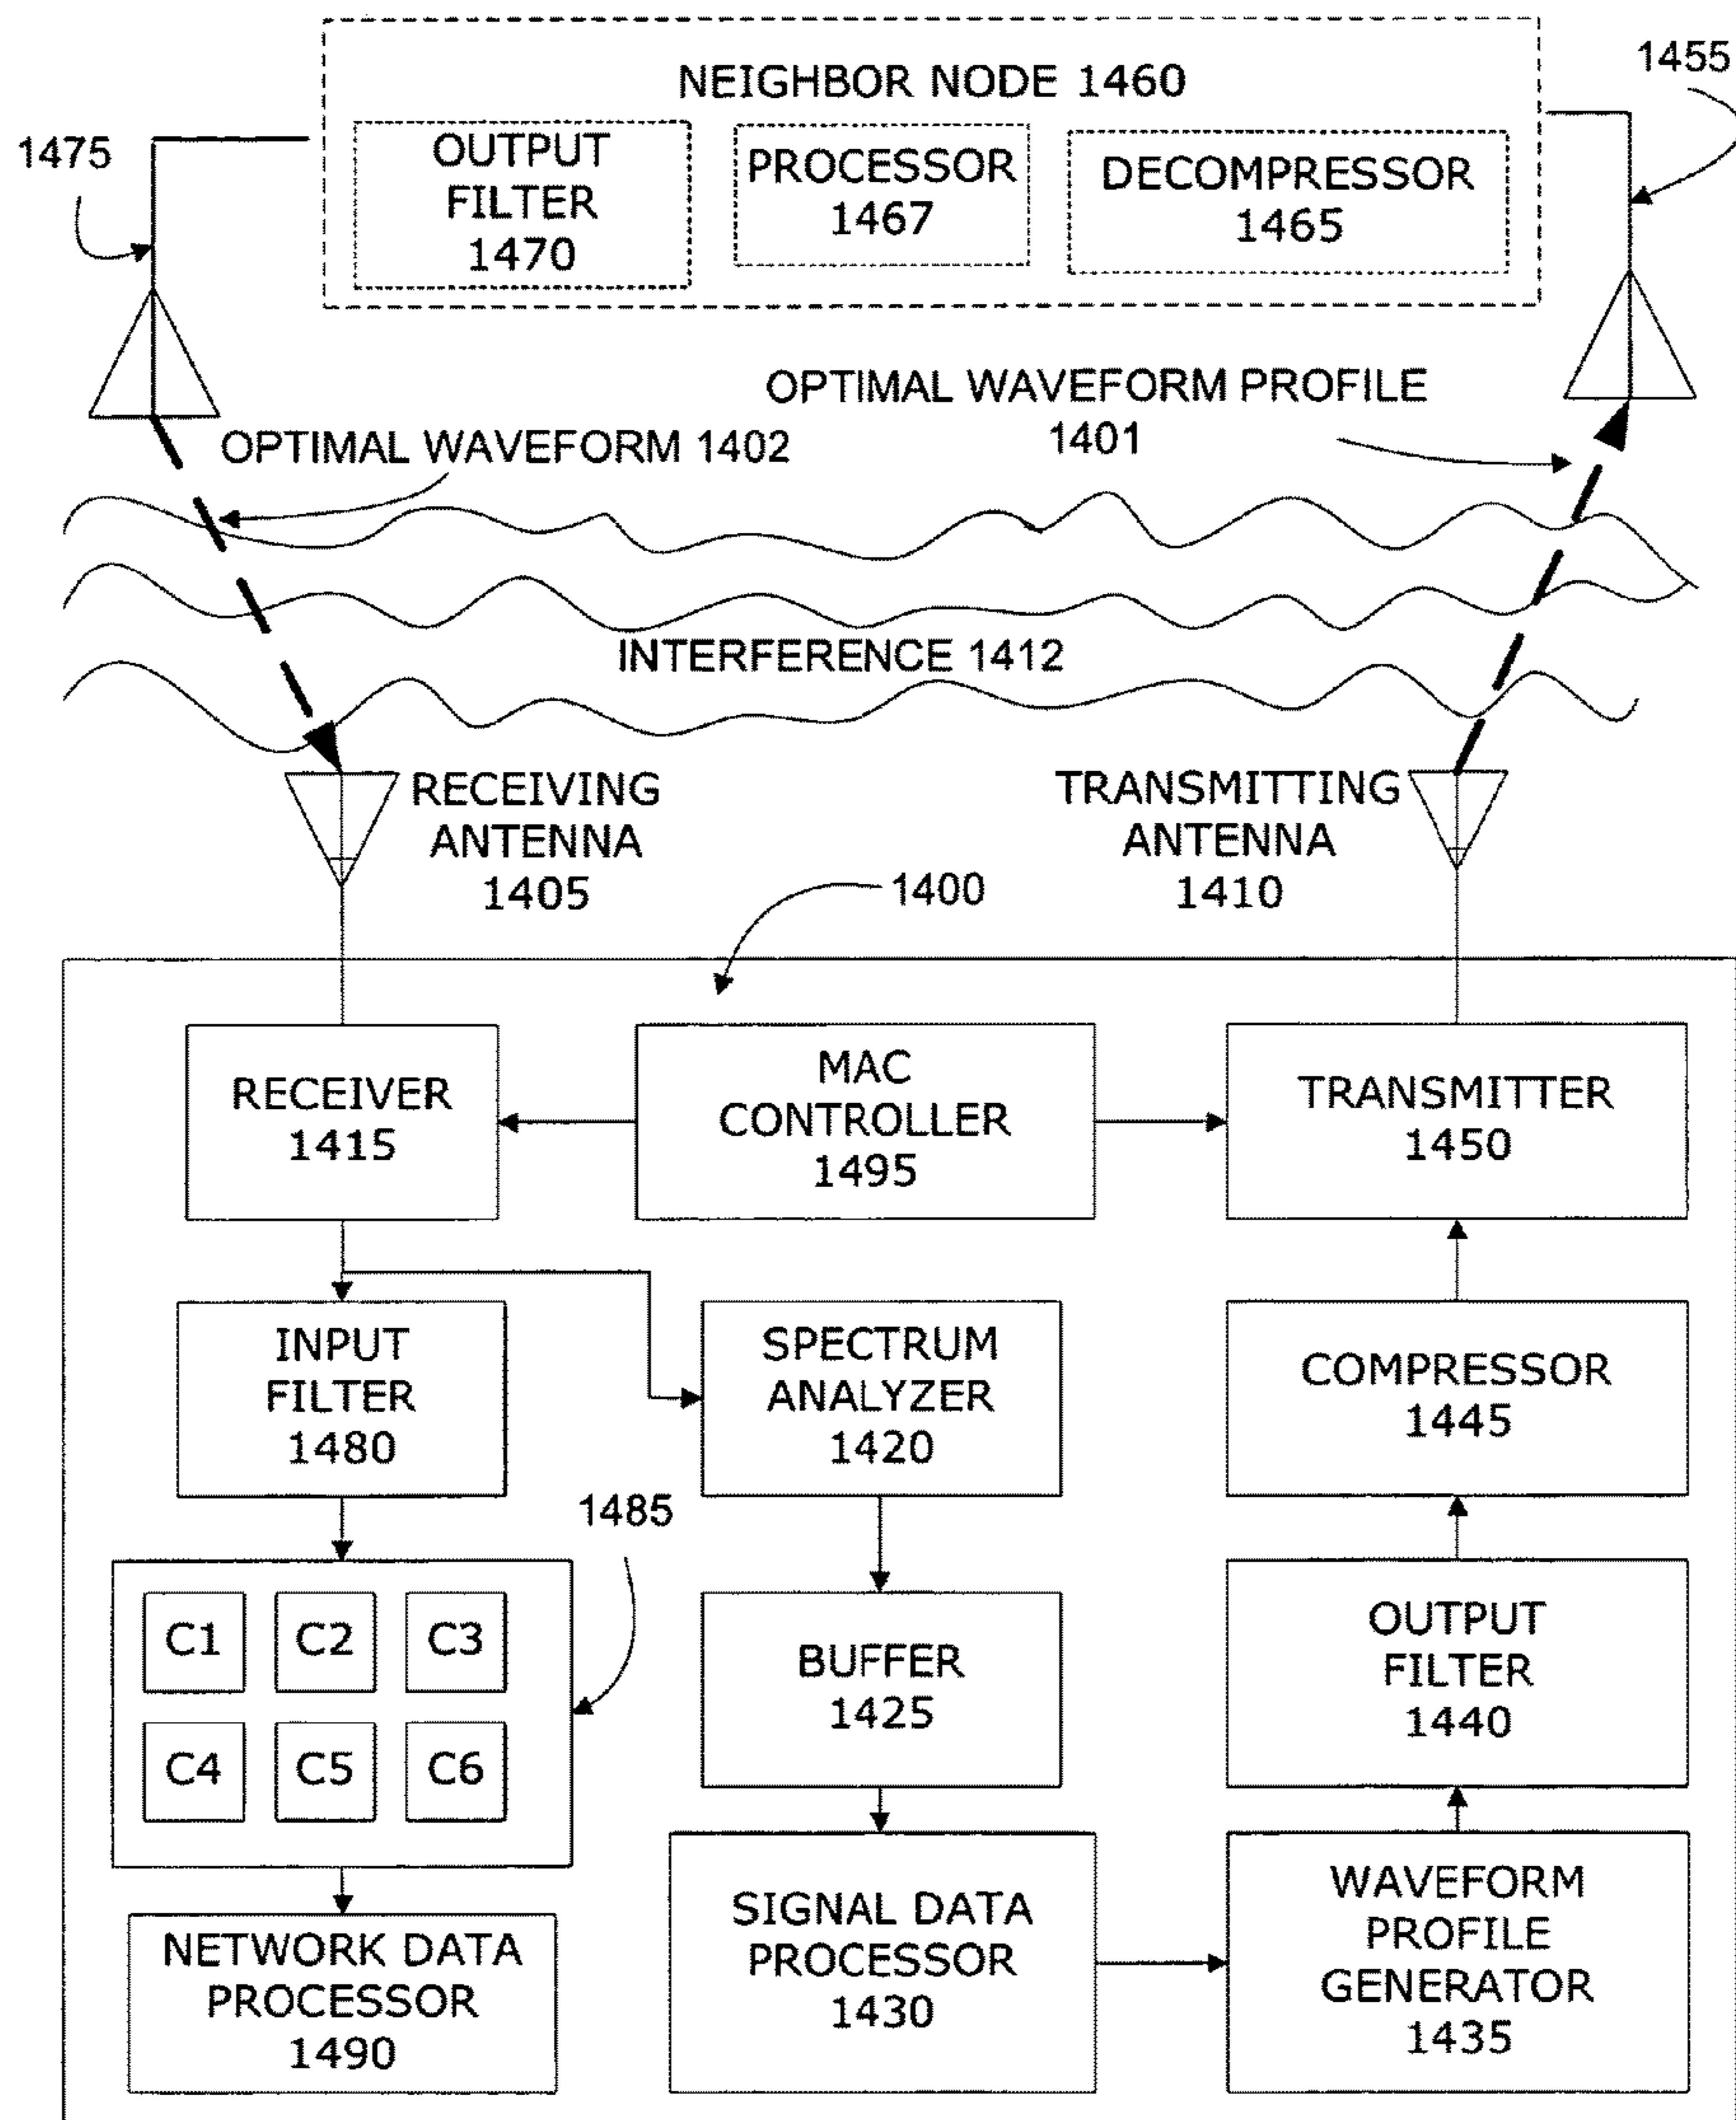 1455
NEIGHBOR NODE 1460
1475
OUTPUT
FILTER
1470
PROCESSOR
1467
DECOMPRESSOR
1465
OPTIMAL WAVEFORM PROFILE
1401
OPTIMAL WAVEFORM 1402
INTERFERENCE 1412
RECEIVING
ANTENNA
1405
TRANSMITTING
ANTENNA
1410
1400
RECEIVER
1415
MAC
CONTROLLER
1495
TRANSMITTER
1450
INPUT
FILTER
1480
SPECTRUM
ANALYZER
1420
COMPRESSOR
1445
1485
C1 C2 C3
C4 C5 C6
BUFFER
1425
OUTPUT
FILTER
1440
NETWORK DATA
PROCESSOR
1490
SIGNAL DATA
PROCESSOR
1430
WAVEFORM
PROFILE
GENERATOR
1435